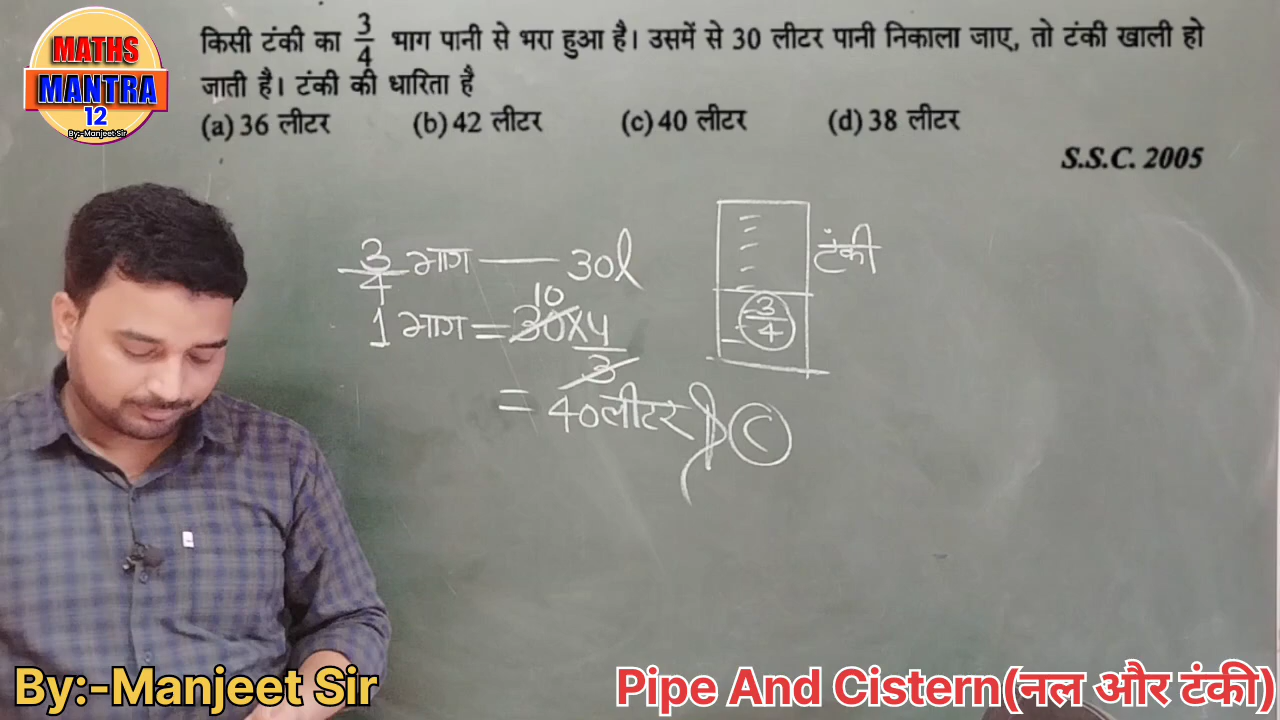 MATHS
MANTRA
12
By:-Manjeet Sir
किसी टंकी का 3/4 भाग पानी से भरा हुआ है। उसमें से 30 लीटर पानी निकाला जाए, तो टंकी खाली हो
जाती है। टंकी की धारिता है
(a) 36 लीटर (b) 42 लीटर (c) 40 लीटर (d) 38 लीटर
S.S.C. 2005
3/4 भाग — 30l
1 भाग = 30×4/3
10
= 40 लीटर
C
टंकी
3/4
By:-Manjeet Sir
Pipe And Cistern(नल और टंकी)